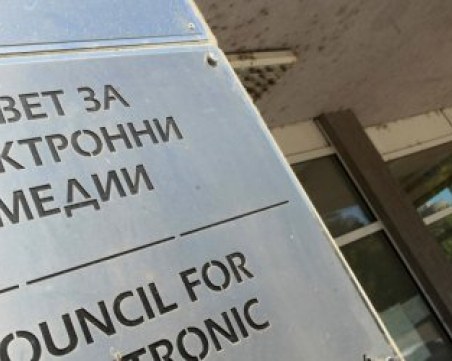 ВЕТ ЗА
КТРОННИ
МЕДИИ
OUNCIL FOR
TRONIC